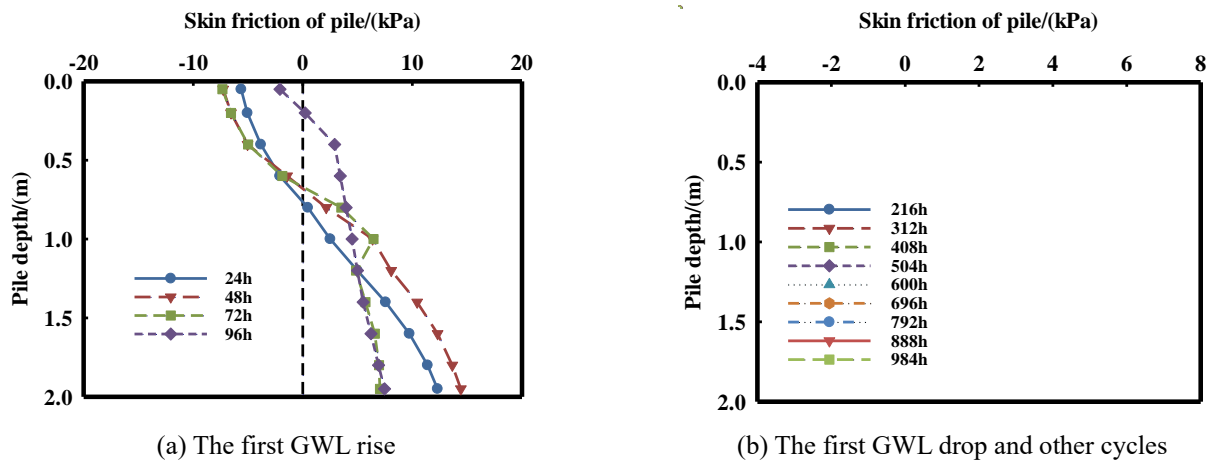 Skin friction of pile/(kPa)
-20 -10 0 10 20
0.0
0.5
1.0
1.5
2.0
Pile depth/(m)
24h
48h
72h
96h
(a) The first GWL rise
Skin friction of pile/(kPa)
-4 -2 0 2 4 6 8
0.0
0.5
1.0
1.5
2.0
Pile depth/(m)
216h
312h
408h
504h
600h
696h
792h
888h
984h
(b) The first GWL drop and other cycles